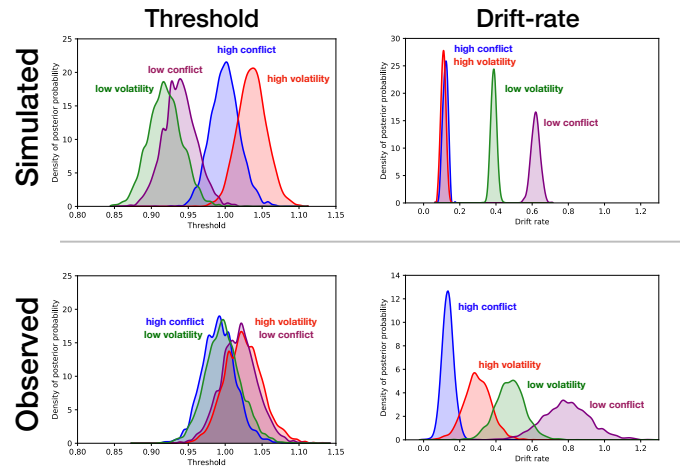 Threshold
Drift-rate
Simulated
Density of posterior probability
25
20
15
10
5
0
0.80 0.85 0.90 0.95 1.00 1.05 1.10 1.15
Threshold
high conflict
low conflict
high volatility
low volatility
Density of posterior probability
30
25
20
15
10
5
0
0.0 0.2 0.4 0.6 0.8 1.0 1.2
Drift rate
high conflict
high volatility
low volatility
low conflict
Observed
Density of posterior probability
25
20
15
10
5
0
0.80 0.85 0.90 0.95 1.00 1.05 1.10 1.15
Threshold
high conflict
low volatility
high volatility
low conflict
Density of posterior probability
14
12
10
8
6
4
2
0
0.0 0.2 0.4 0.6 0.8 1.0 1.2
Drift rate
high conflict
high volatility
low volatility
low conflict